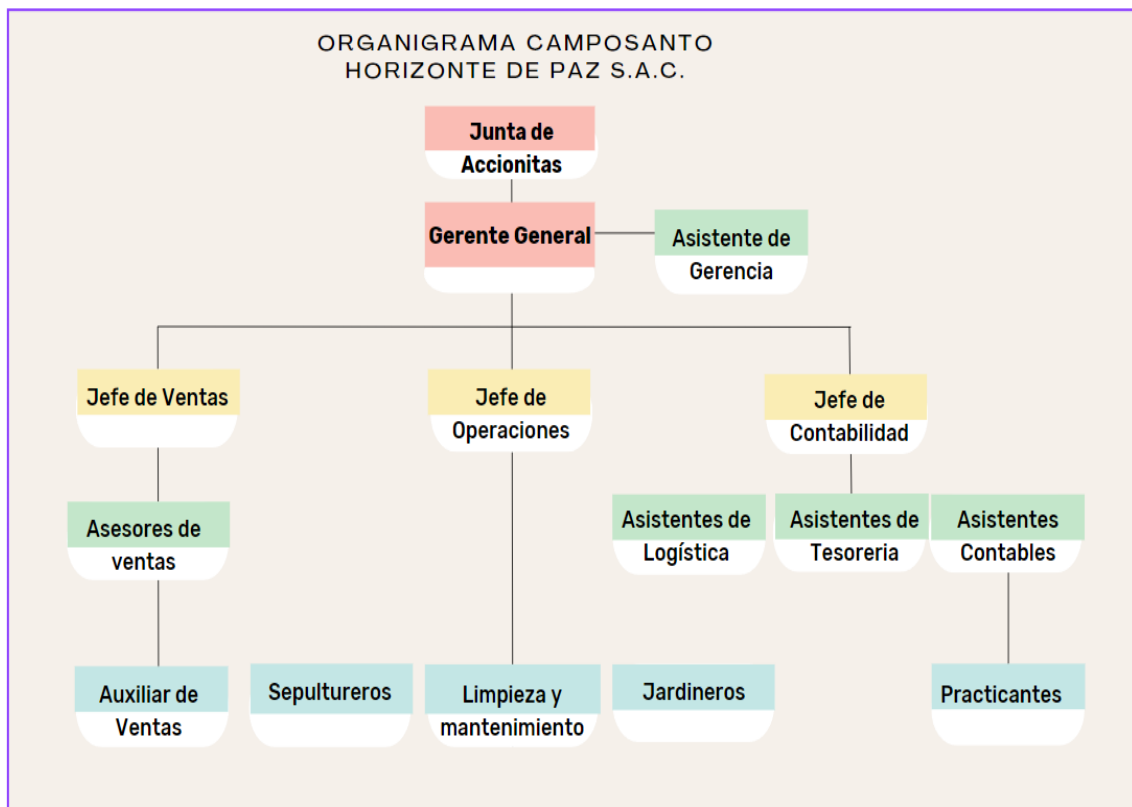 ORGANIGRAMA CAMPOSANTO
HORIZONTE DE PAZ S.A.C.
Junta de
Accionitas
Gerente General
Asistente de
Gerencia
Jefe de Ventas
Jefe de
Operaciones
Jefe de
Contabilidad
Asesores de
ventas
Asistentes de
Logística
Asistentes de
Tesoreria
Asistentes
Contables
Auxiliar de
Ventas
Sepultureros
Limpieza y
mantenimiento
Jardineros
Practicantes